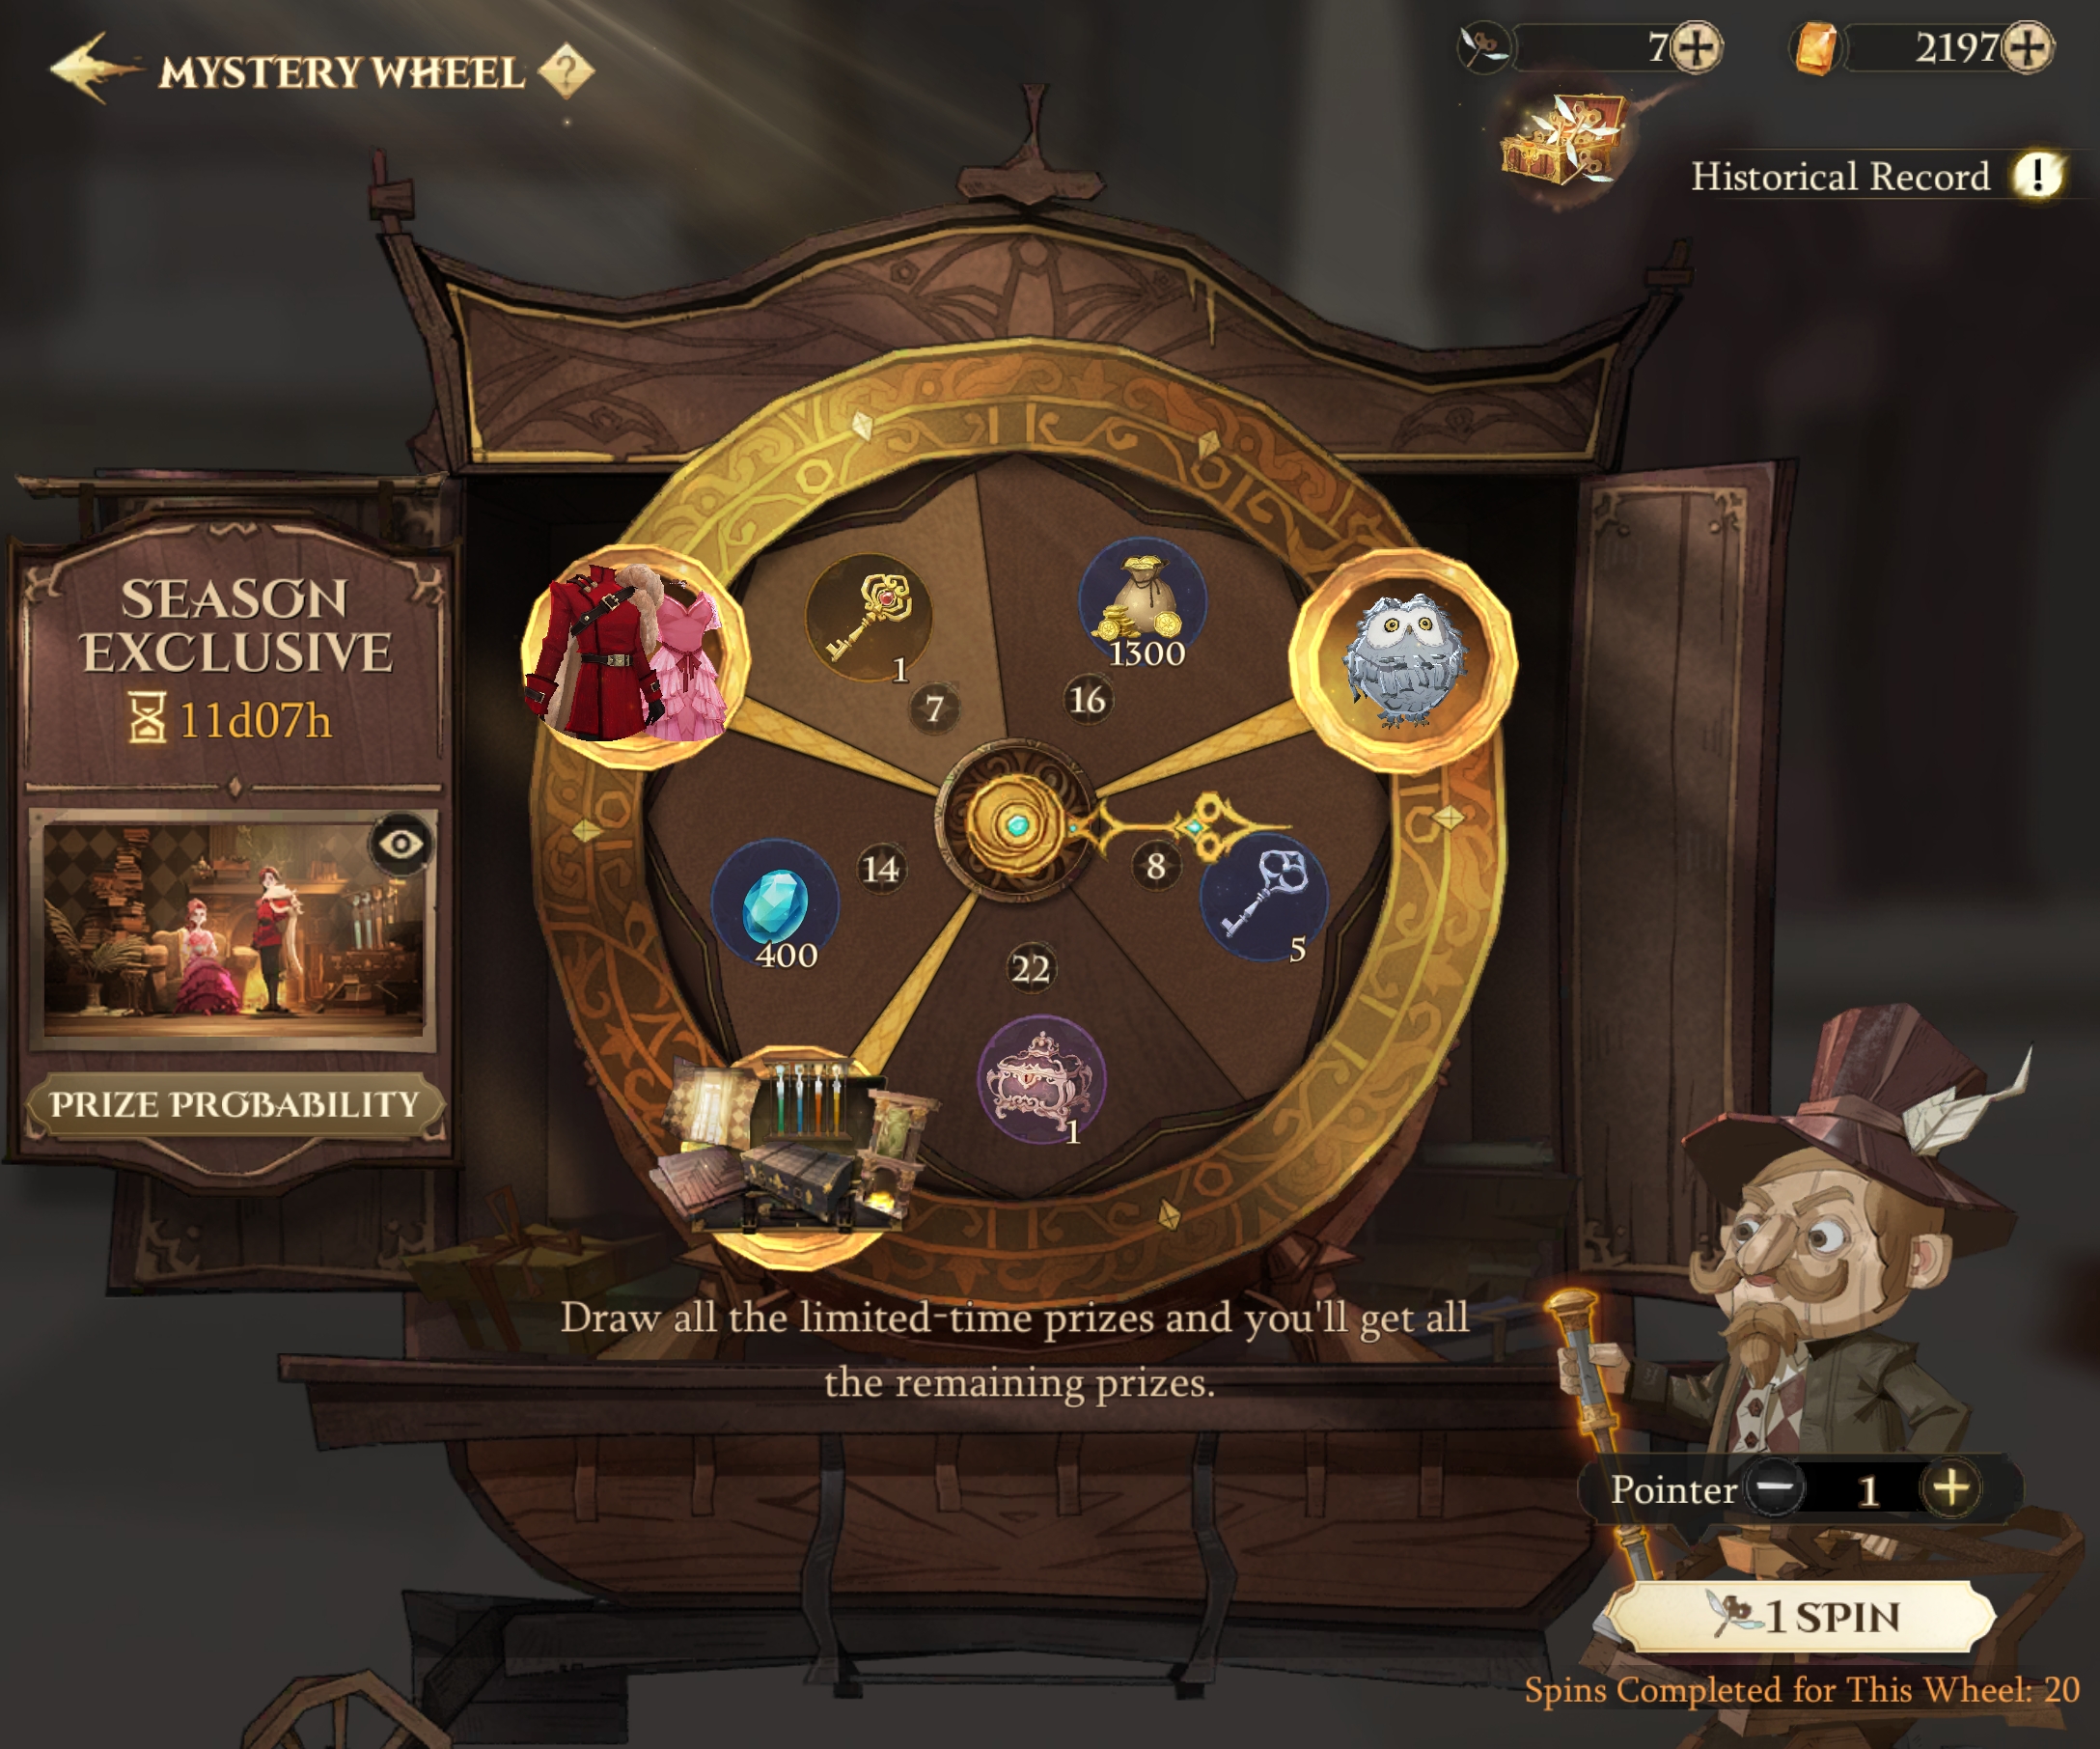 MYSTERY WHEEL ?
7
2197
Historical Record !
SEASON
EXCLUSIVE
11d07h
PRIZE PROBABILITY
1
7
1300
16
14
400
8
5
22
1
Draw all the limited-time prizes and you'll get all
the remaining prizes.
Pointer 1
1 SPIN
Spins Completed for This Wheel: 20